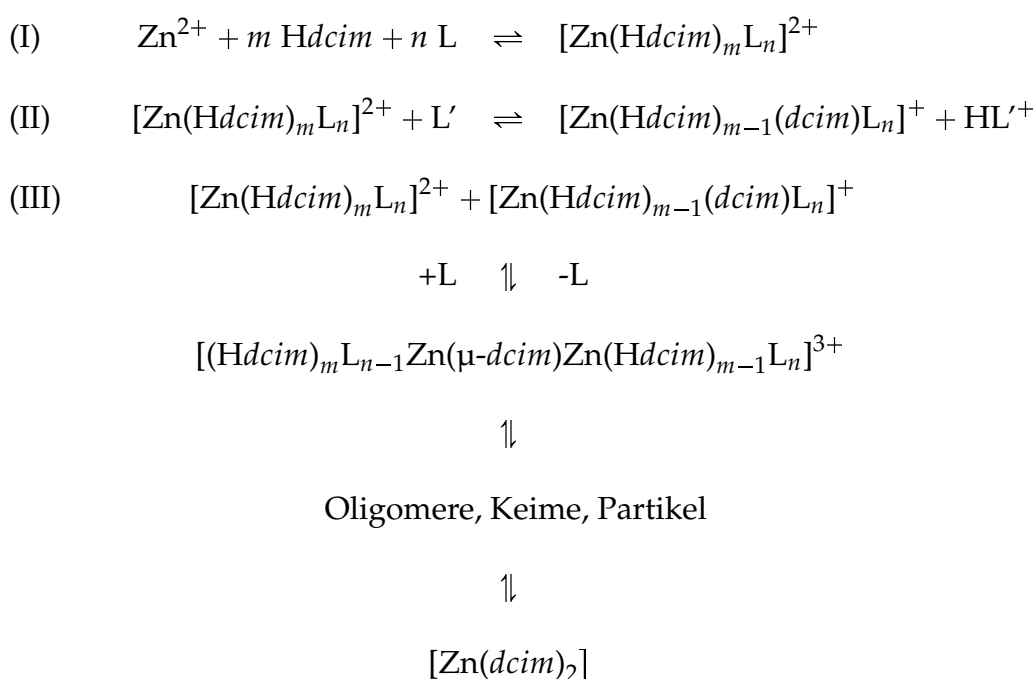 (I) Zn²⁺ + m Hdcim + n L ⇌ [Zn(Hdcim)ₘLₙ]²⁺
(II) [Zn(Hdcim)ₘLₙ]²⁺ + L’ ⇌ [Zn(Hdcim)ₘ₋₁(dcim)Lₙ]⁺ + HL’⁺
(III) [Zn(Hdcim)ₘLₙ]²⁺ + [Zn(Hdcim)ₘ₋₁(dcim)Lₙ]⁺
+L ⥮ -L
[(Hdcim)ₘLₙ₋₁Zn(µ-dcim)Zn(Hdcim)ₘ₋₁Lₙ]³⁺
⥮
Oligomere, Keime, Partikel
⥮
[Zn(dcim)₂]